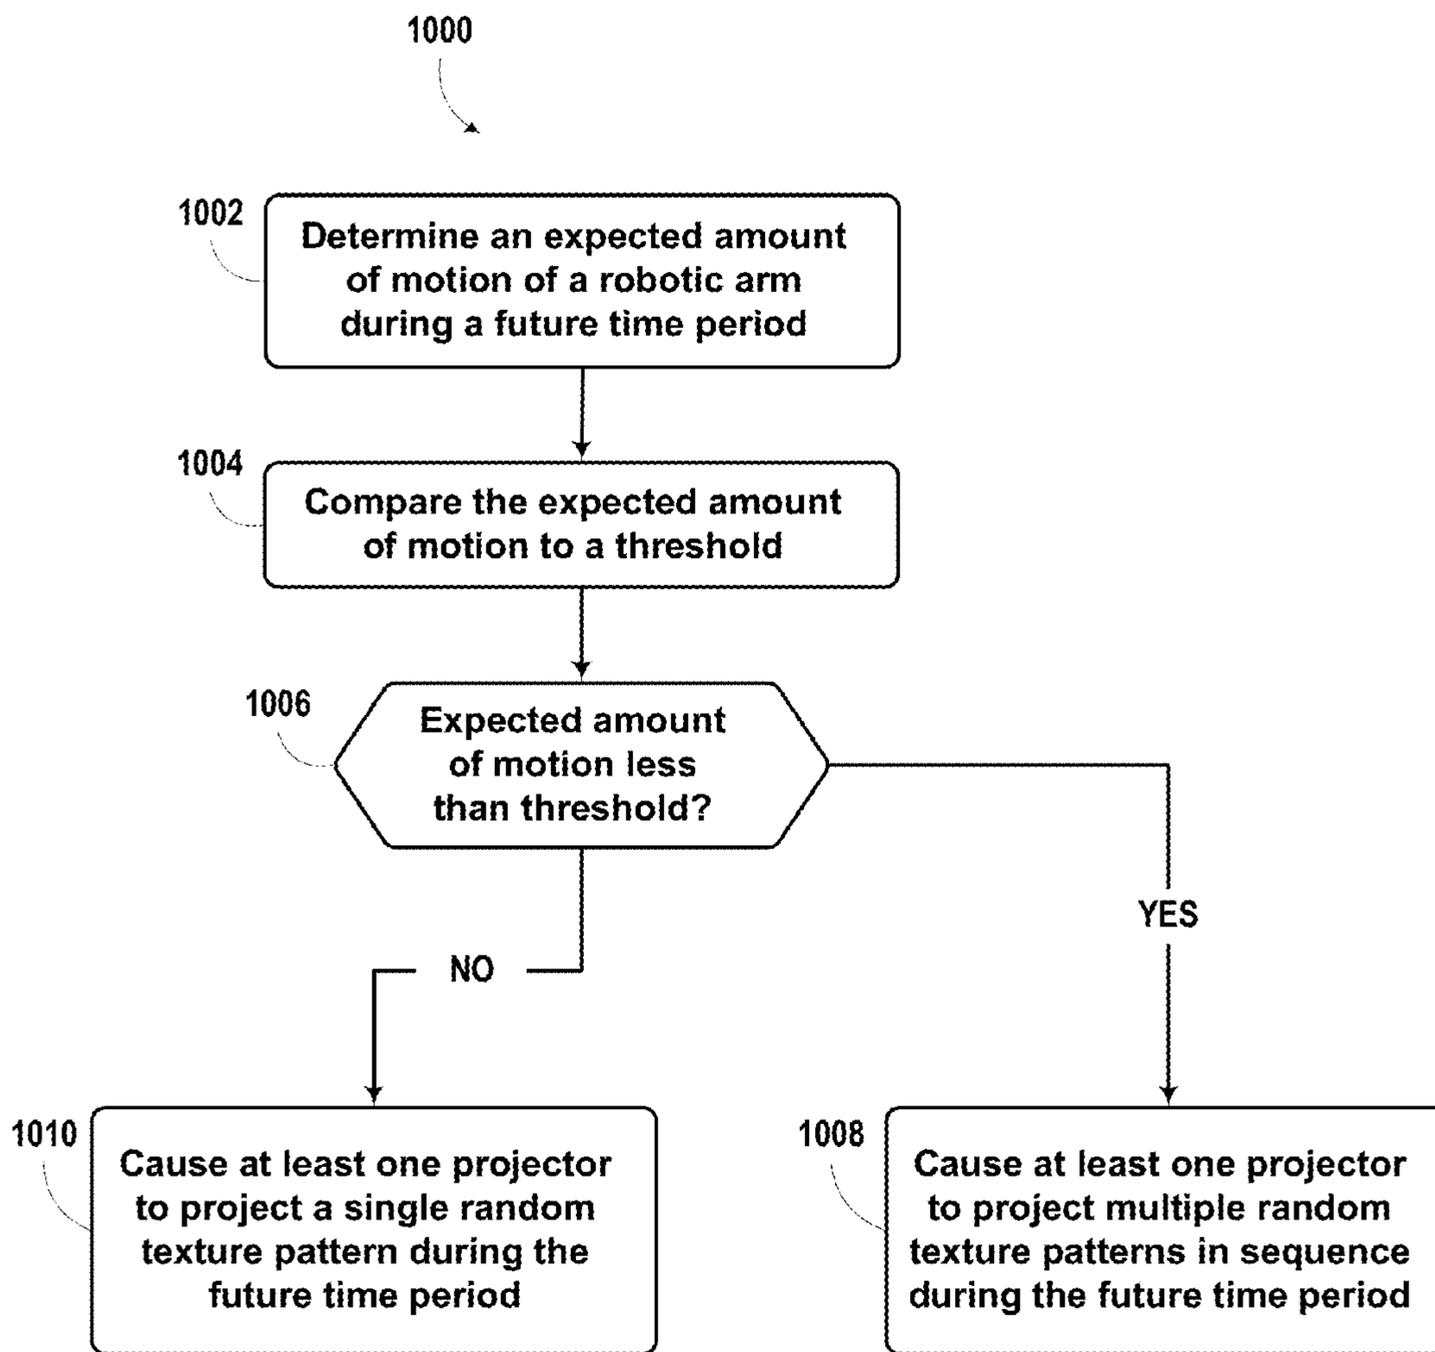 1000
1002
Determine an expected amount
of motion of a robotic arm
during a future time period
1004
Compare the expected amount
of motion to a threshold
1006
Expected amount
of motion less
than threshold?
YES
NO
1010
Cause at least one projector
to project a single random
texture pattern during the
future time period
1008
Cause at least one projector
to project multiple random
texture patterns in sequence
during the future time period